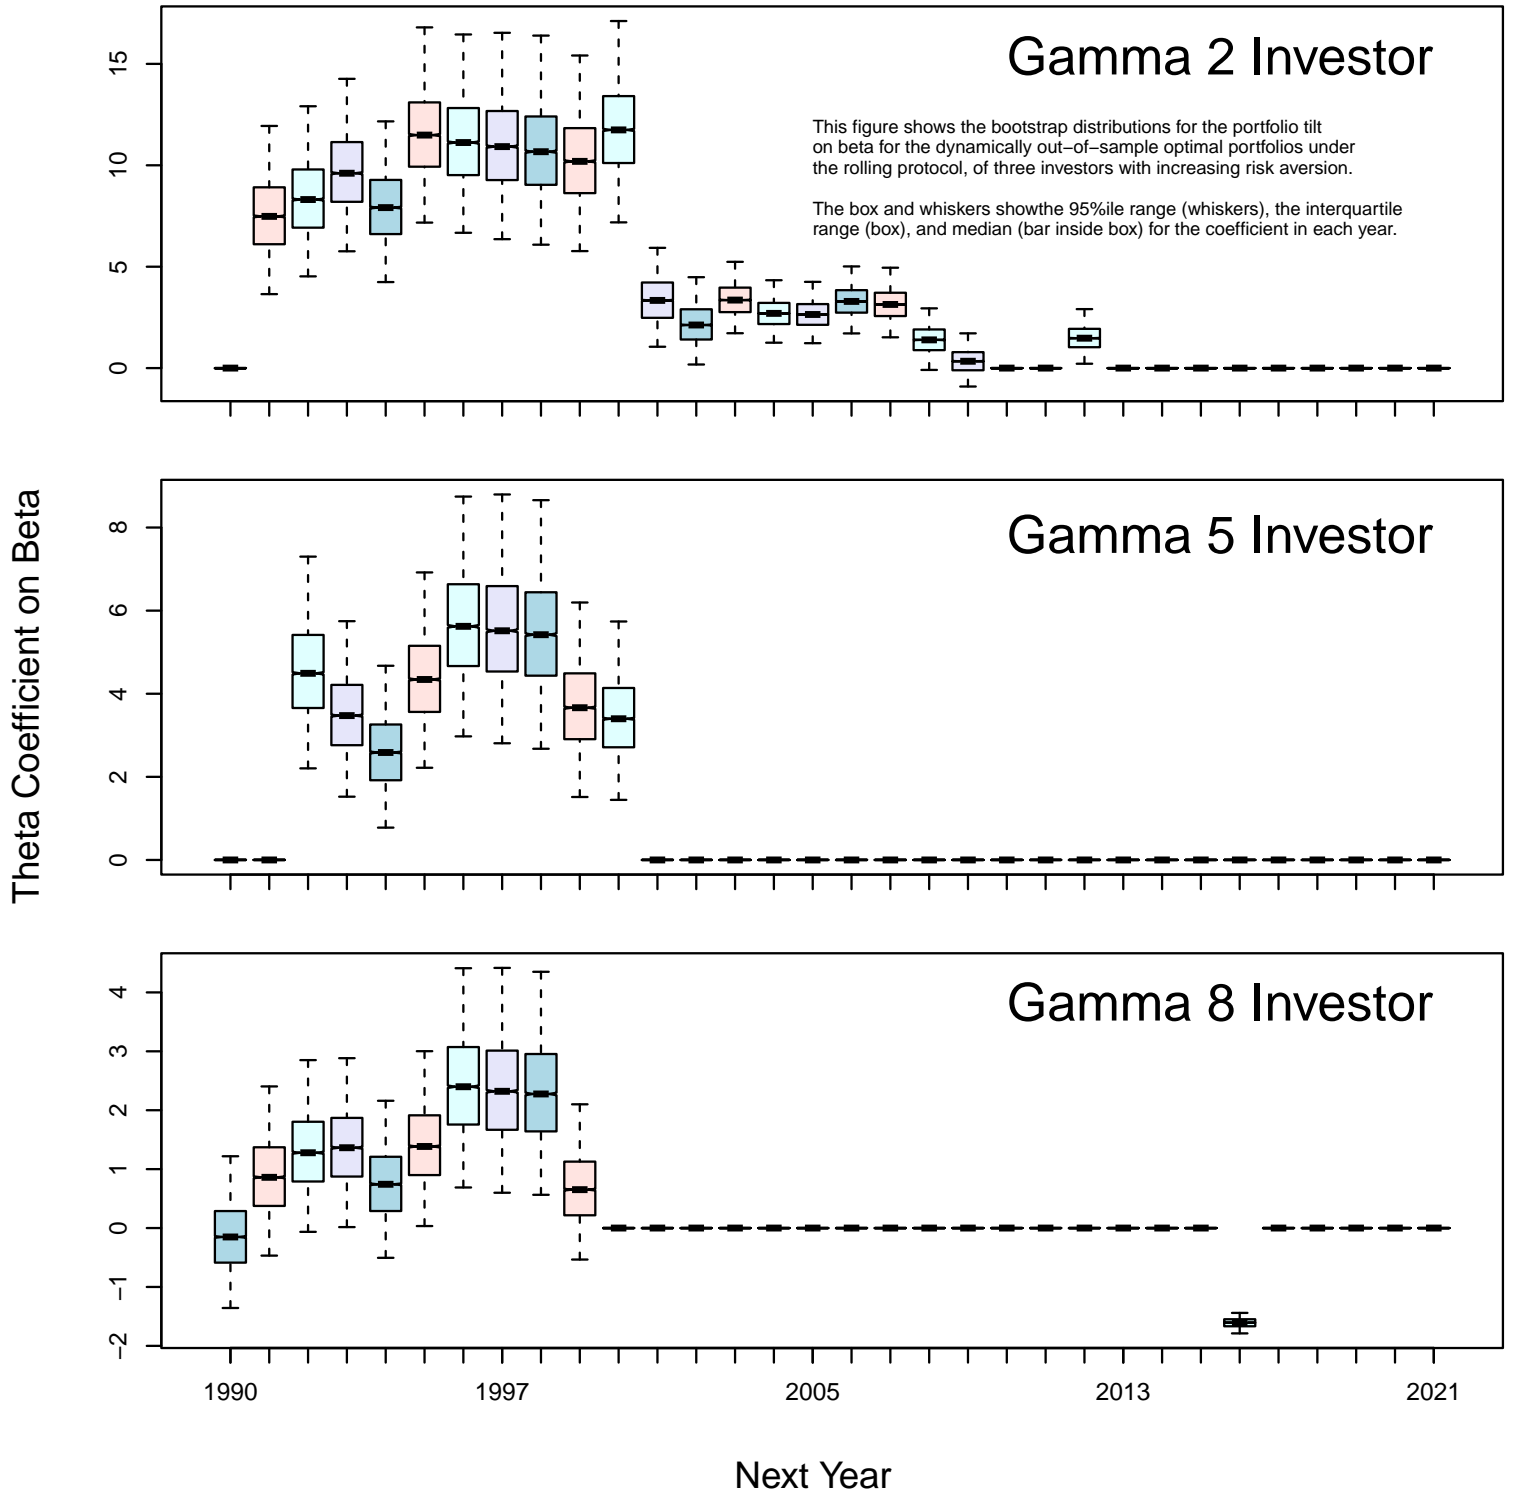 Gamma 2 Investor
This figure shows the bootstrap distributions for the portfolio tilt
on beta for the dynamically out−of−sample optimal portfolios under
the rolling protocol, of three investors with increasing risk aversion.
The box and whiskers showthe 95%ile range (whiskers), the interquartile
range (box), and median (bar inside box) for the coefficient in each year.
15
10
5
0
Theta Coefficient on Beta
Gamma 5 Investor
8
6
4
2
0
Gamma 8 Investor
4
3
2
1
0
−1
−2
1990 1997 2005 2013 2021
Next Year